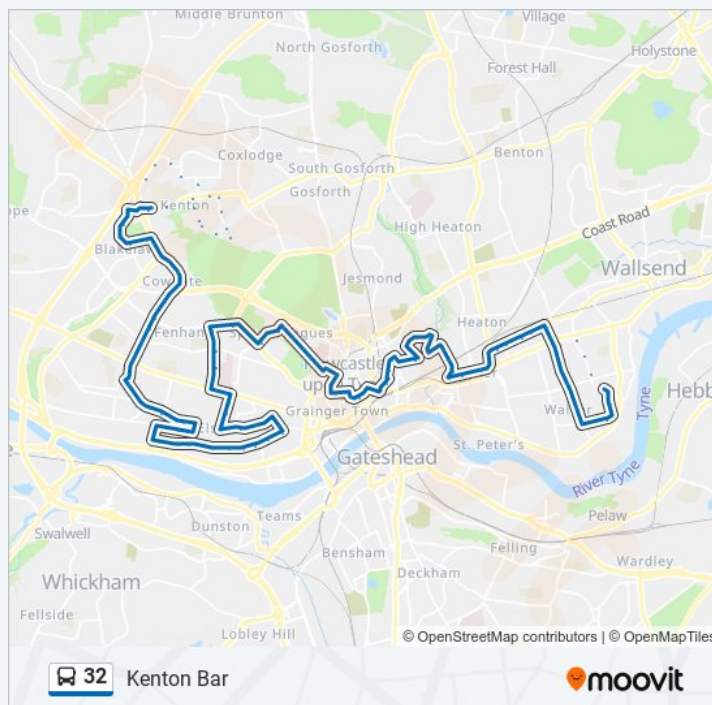 Middle Brunton
Village
North Gosforth
Holystone
Forest Hall
Coxlodge
Benton
South Gosforth
Gosforth
Kenton
High Heaton
Coast Road
Wallsend
Cowgate
Jesmond
Heaton
Fenham
Newcastle
Grainger Town
Tyne
St. Peter's
Gateshead
River Tyne
Pelaw
Swalwell
Dunston
Teams
Bensham
Felling
Wardley
Whickham
Deckham
Fellside
Lobley Hill
© OpenStreetMap contributors | © OpenMapTiles
32 Kenton Bar
moovit